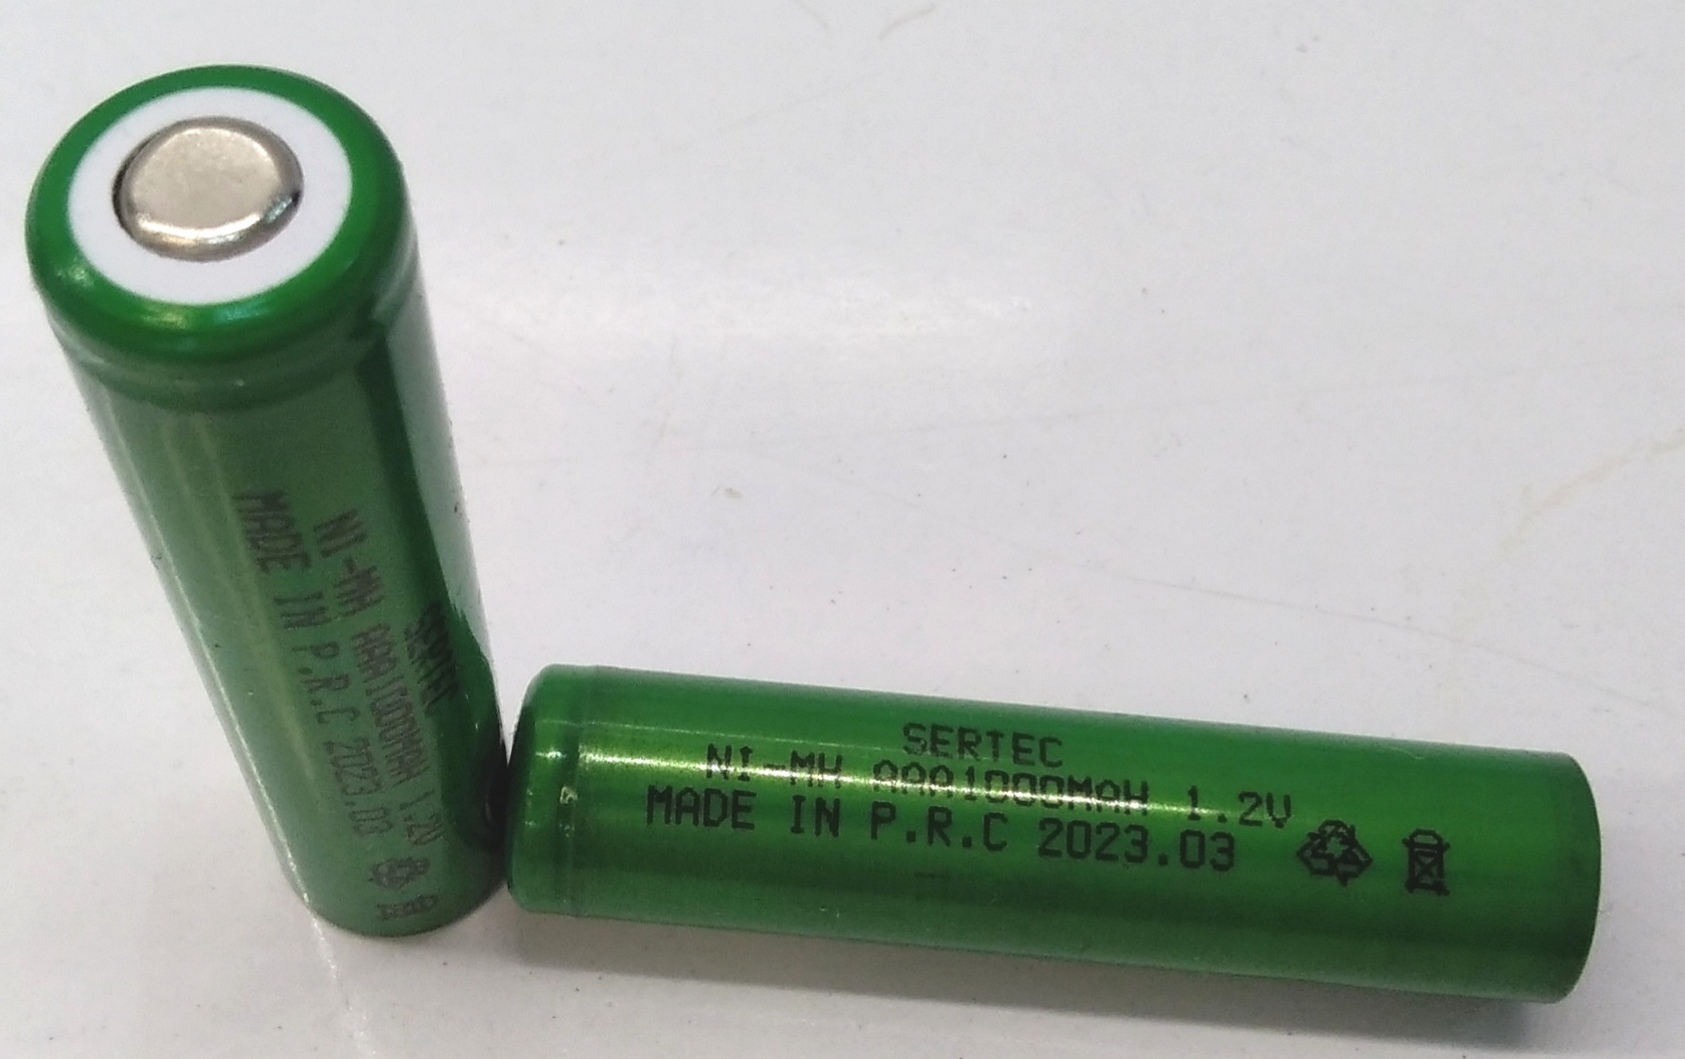 NI-MH AAA1000MAH 1.2V
MADE IN P.R.C 2023.03
SERTEC
SERTEC
NI-MH AAA1000MAH 1.2V
MADE IN P.R.C 2023.03